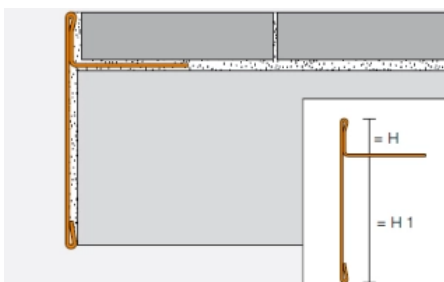 = H
= H 1